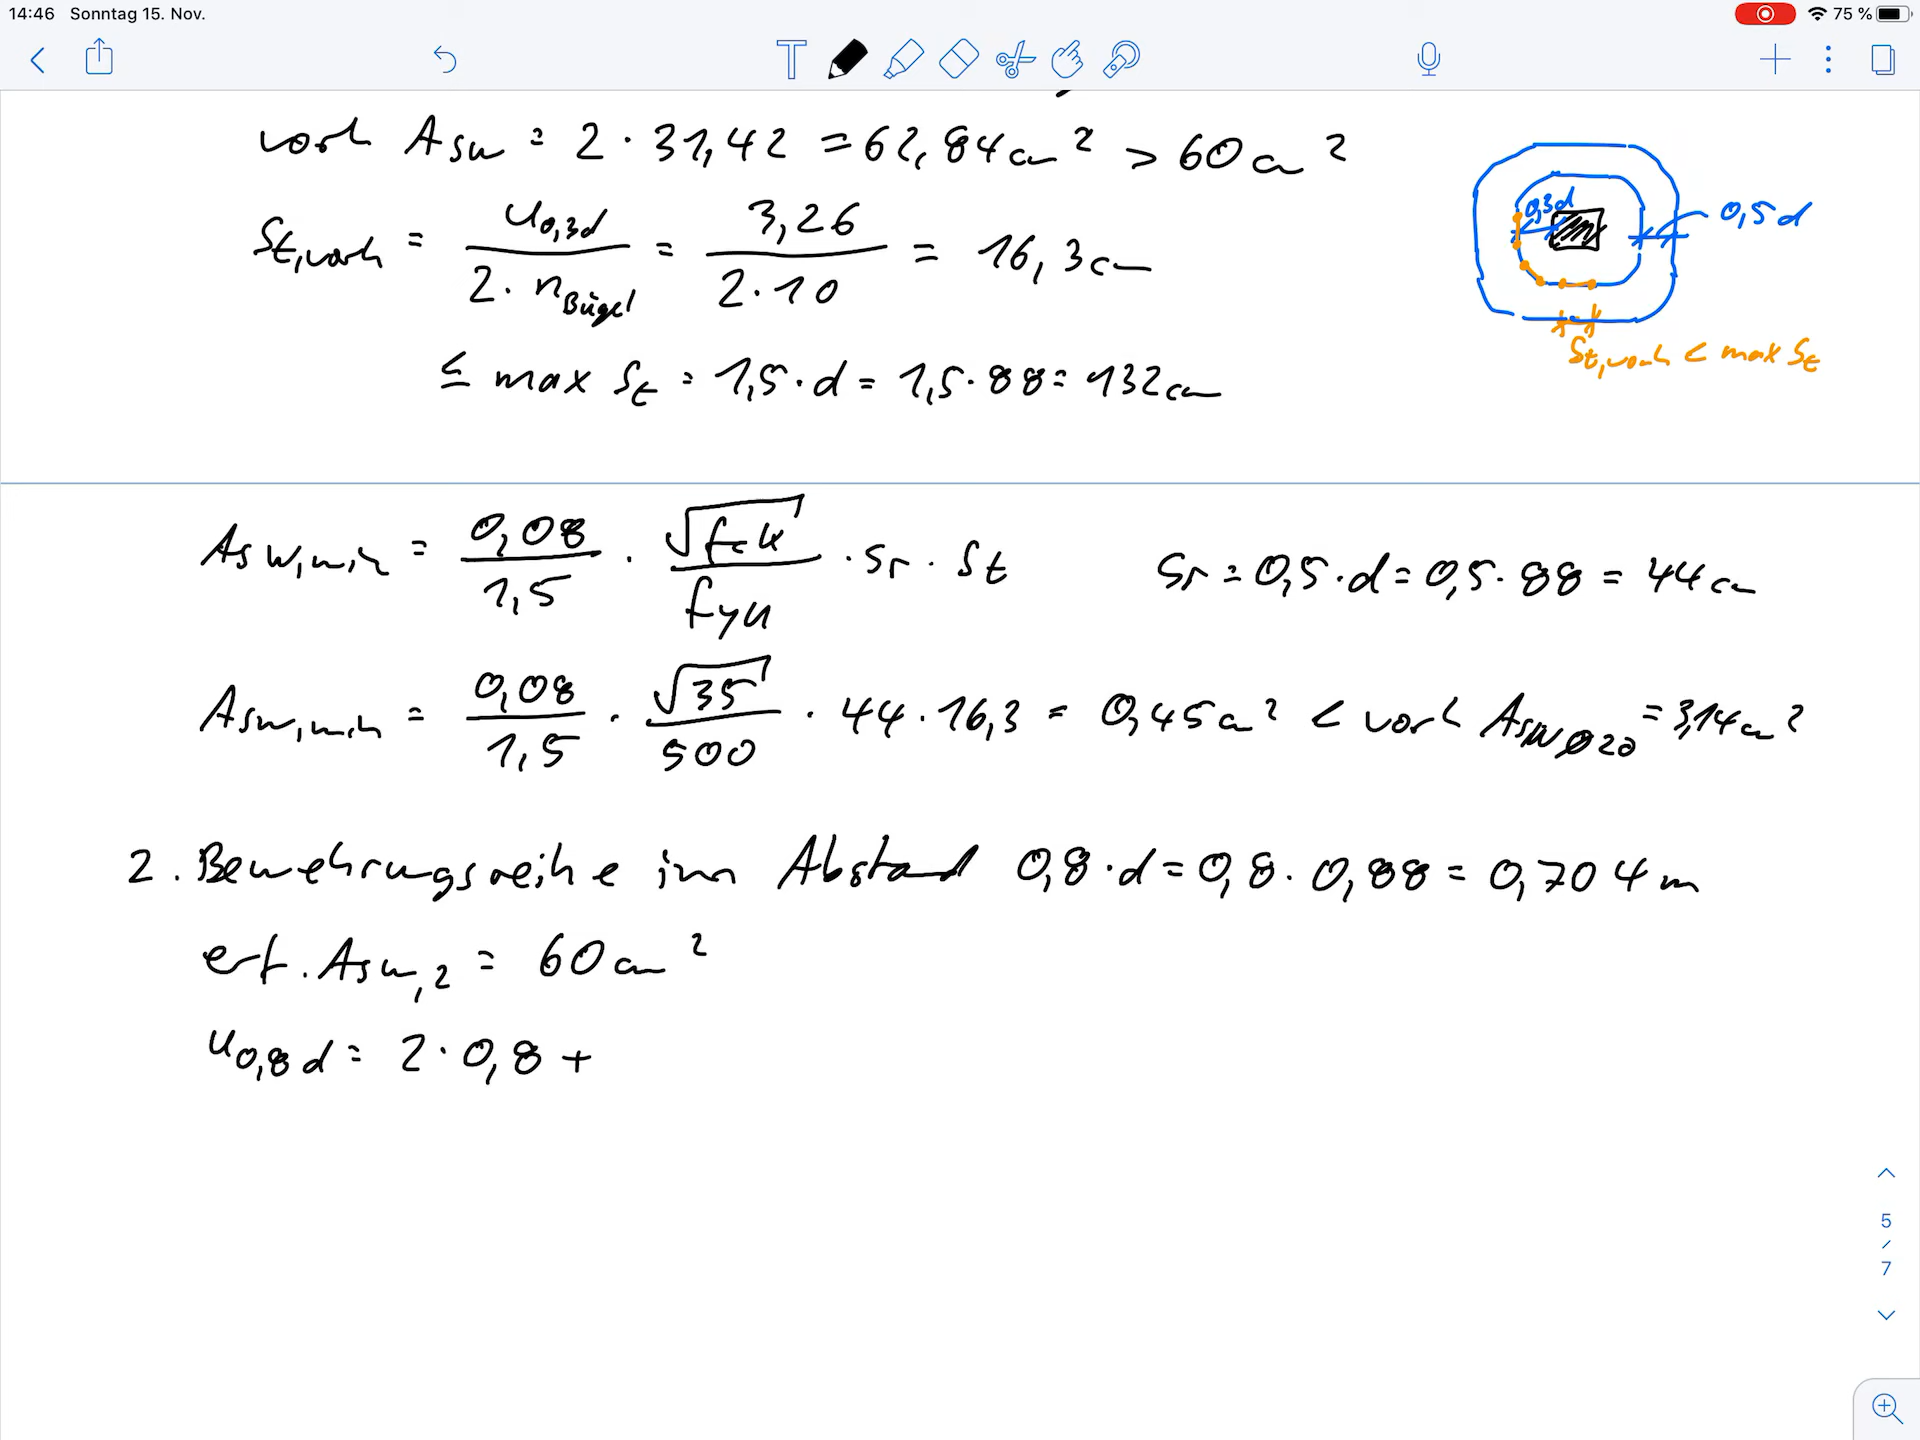 14:46 Sonntag 15. Nov.
75 %
T
vorh Asw = 2 · 31,42 = 62,84 cm² > 60 cm²
0,3d
0,5 d
St,vorh = u0,3d / 2 · nBügel = 3,26 / 2 · 10 = 16,3 cm
St,vorh < max St
≤ max St = 1,5 · d = 1,5 · 88 = 132 cm
Asw,min = 0,08 / 1,5 · √fck / fyk · Sr · St
Sr = 0,5 · d = 0,5 · 88 = 44 cm
Asw,min = 0,08 / 1,5 · √35 / 500 · 44 · 16,3 = 0,45 cm² < vorh Asw ø 20 = 3,14 cm²
2. Bewehrungsreihe im Abstand 0,8 · d = 0,8 · 0,88 = 0,704 m
erf. Asw,2 = 60 cm²
u0,8d = 2 · 0,8 +
5
/
7